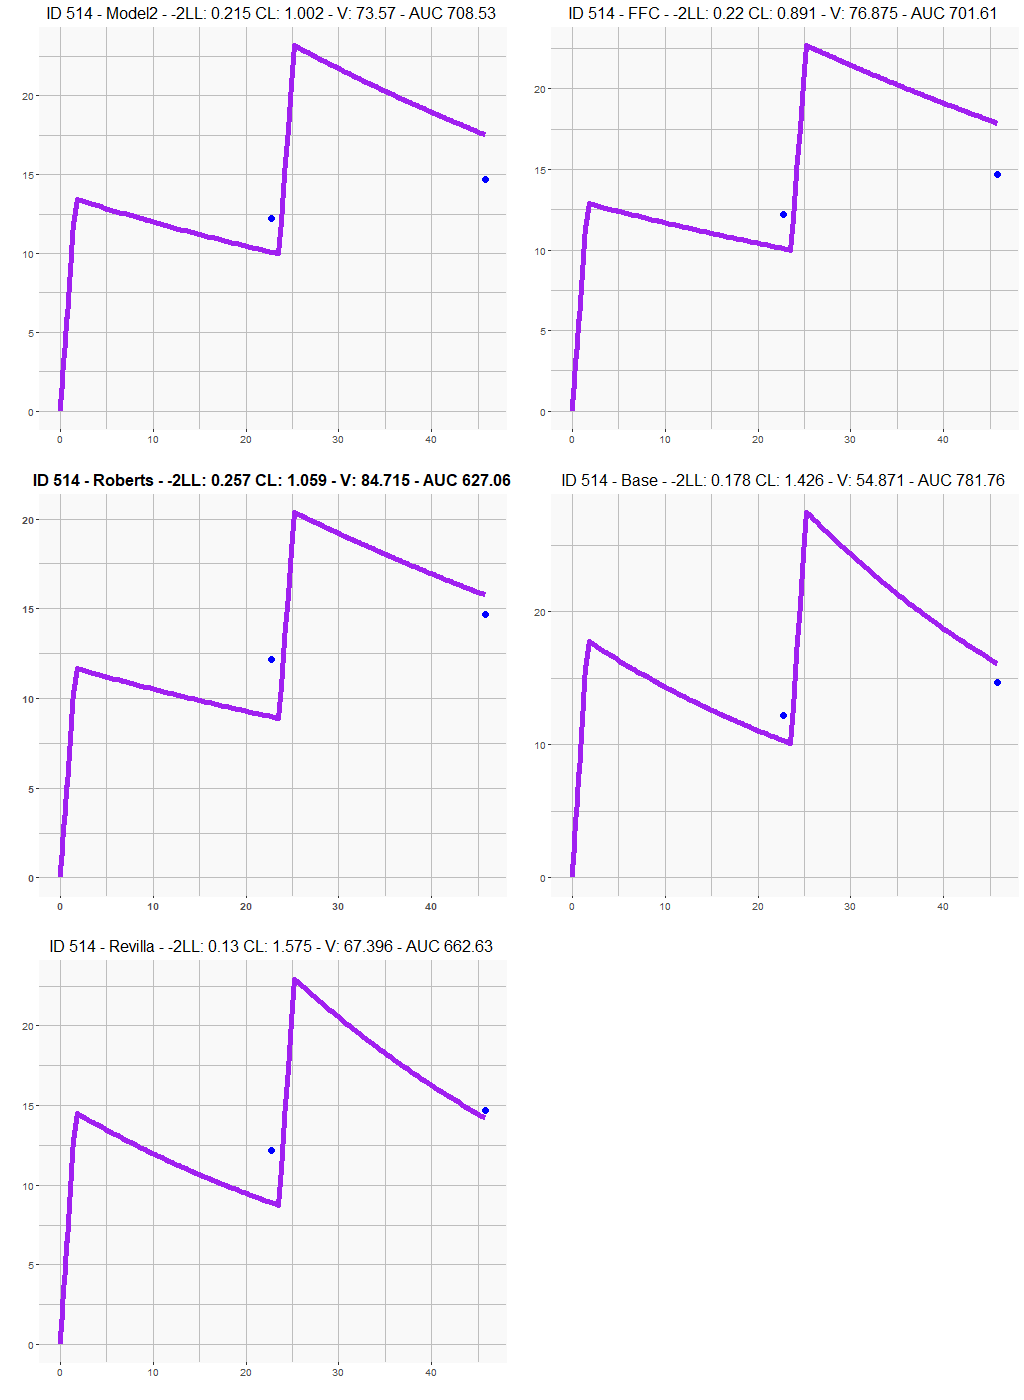 ID 514 - Model2 - -2LL: 0.215 CL: 1.002 - V: 73.57 - AUC 708.53
20
15
10
5
0
0 10 20 30 40
ID 514 - FFC - -2LL: 0.22 CL: 0.891 - V: 76.875 - AUC 701.61
20
15
10
5
0
0 10 20 30 40
ID 514 - Roberts - -2LL: 0.257 CL: 1.059 - V: 84.715 - AUC 627.06
20
15
10
5
0
0 10 20 30 40
ID 514 - Base - -2LL: 0.178 CL: 1.426 - V: 54.871 - AUC 781.76
20
10
0
0 10 20 30 40
ID 514 - Revilla - -2LL: 0.13 CL: 1.575 - V: 67.396 - AUC 662.63
20
15
10
5
0
0 10 20 30 40